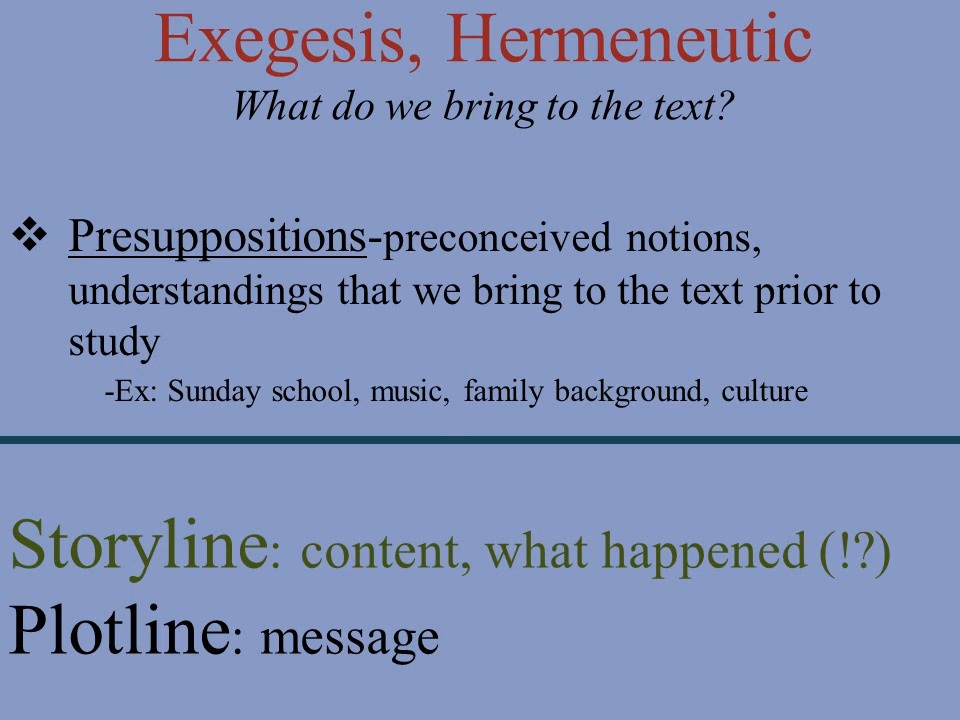 Exegesis, Hermeneutic
What do we bring to the text?
❖ Presuppositions-preconceived notions,
understandings that we bring to the text prior to
study
-Ex: Sunday school, music, family background, culture
Storyline: content, what happened (!?)
Plotline: message